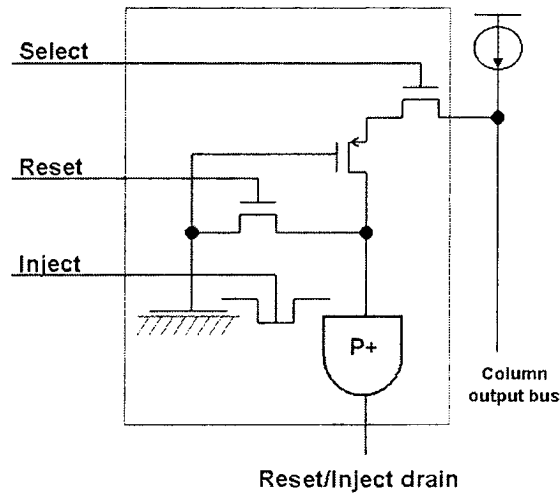 Select
Reset
Inject
P+
Column
output bus
Reset/Inject drain